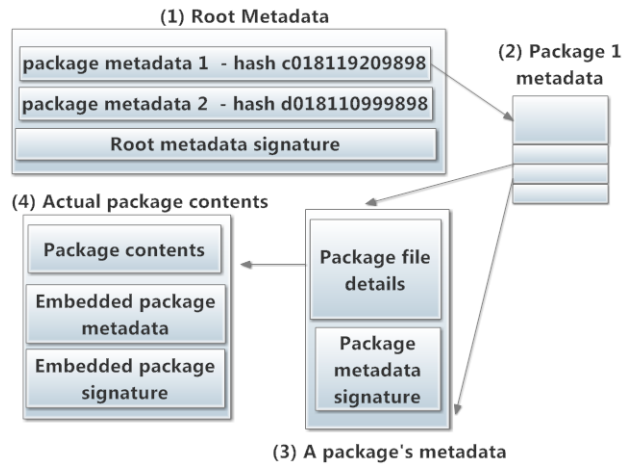 (1) Root Metadata
package metadata 1 - hash c018119209898
package metadata 2 - hash d018110999898
Root metadata signature
(2) Package 1
metadata
(4) Actual package contents
Package contents
Embedded package
metadata
Embedded package
signature
Package file
details
Package
metadata
signature
(3) A package's metadata